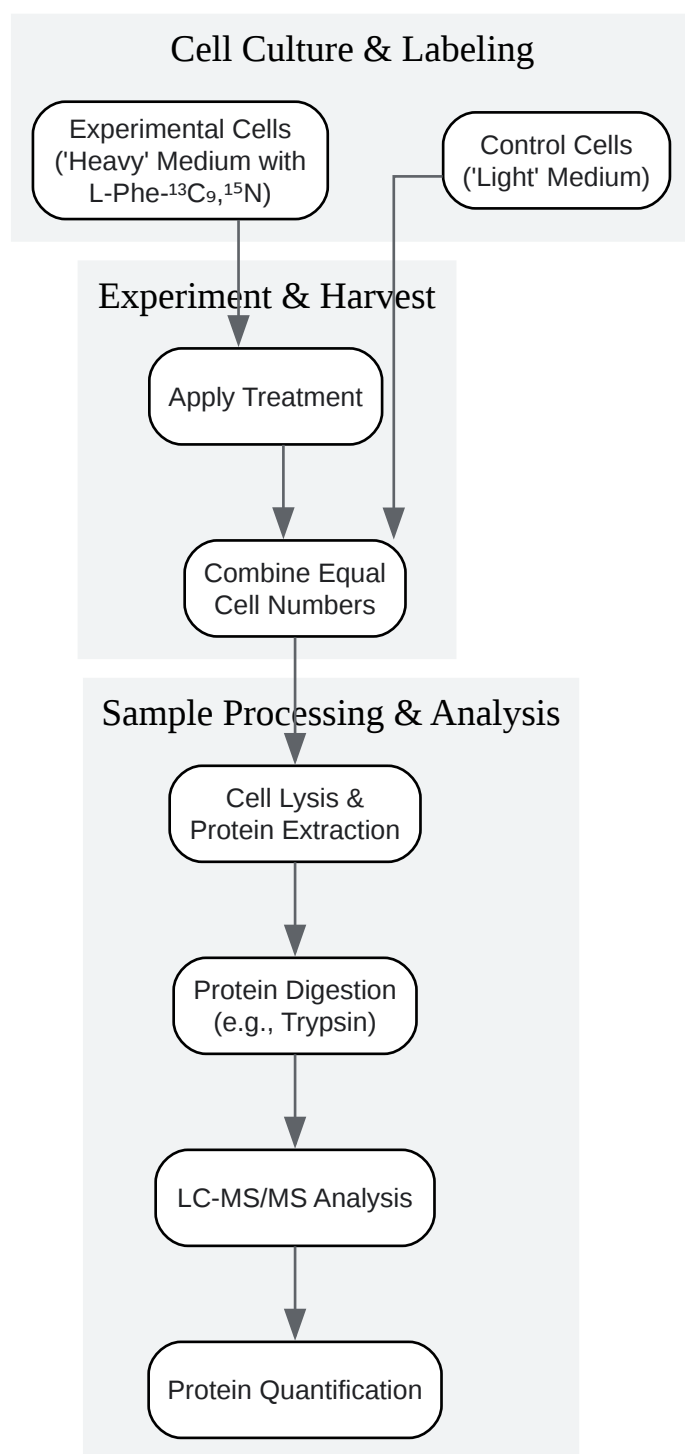 Cell Culture & Labeling
Experimental Cells
('Heavy' Medium with
L-Phe-¹³C₉,¹⁵N)
Control Cells
('Light' Medium)
Experiment & Harvest
Apply Treatment
Combine Equal
Cell Numbers
Sample Processing & Analysis
Cell Lysis &
Protein Extraction
Protein Digestion
(e.g., Trypsin)
LC-MS/MS Analysis
Protein Quantification